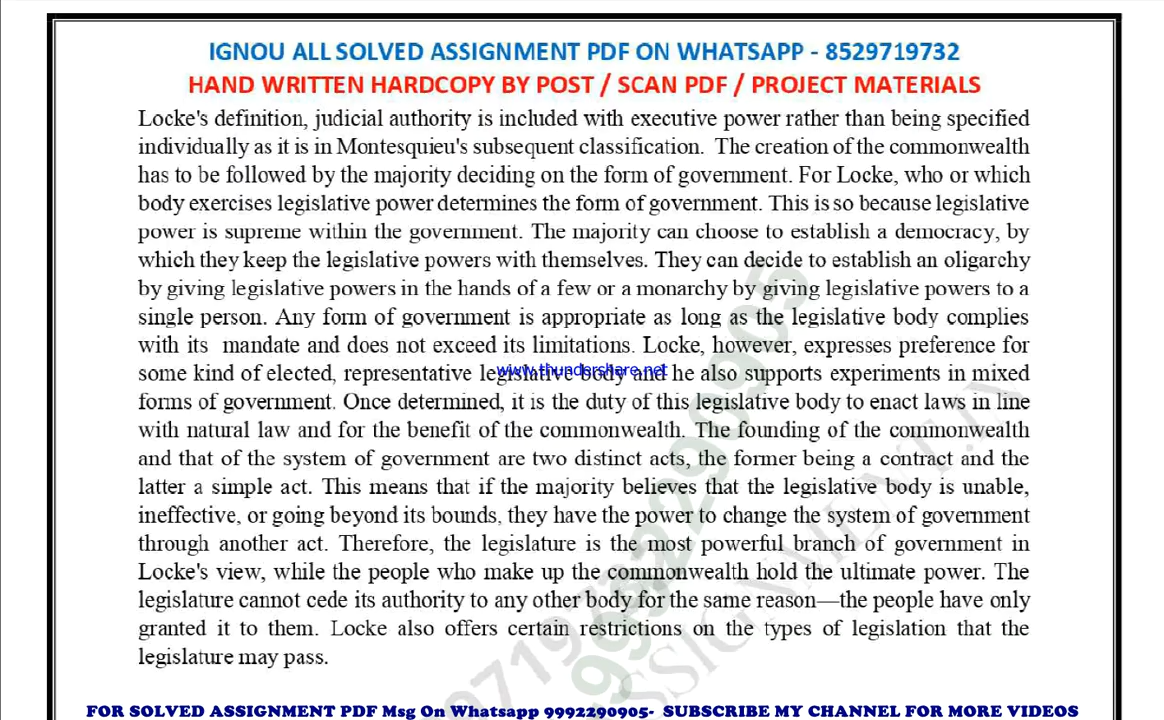 IGNOU ALL SOLVED ASSIGNMENT PDF ON WHATSAPP - 8529719732
HAND WRITTEN HARDCOPY BY POST / SCAN PDF / PROJECT MATERIALS
Locke's definition, judicial authority is included with executive power rather than being specified
individually as it is in Montesquieu's subsequent classification. The creation of the commonwealth
has to be followed by the majority deciding on the form of government. For Locke, who or which
body exercises legislative power determines the form of government. This is so because legislative
power is supreme within the government. The majority can choose to establish a democracy, by
which they keep the legislative powers with themselves. They can decide to establish an oligarchy
by giving legislative powers in the hands of a few or a monarchy by giving legislative powers to a
single person. Any form of government is appropriate as long as the legislative body complies
with its mandate and does not exceed its limitations. Locke, however, expresses preference for
some kind of elected, representative legislative body and he also supports experiments in mixed
www.thundershare.net
forms of government. Once determined, it is the duty of this legislative body to enact laws in line
with natural law and for the benefit of the commonwealth. The founding of the commonwealth
and that of the system of government are two distinct acts, the former being a contract and the
latter a simple act. This means that if the majority believes that the legislative body is unable,
ineffective, or going beyond its bounds, they have the power to change the system of government
through another act. Therefore, the legislature is the most powerful branch of government in
Locke's view, while the people who make up the commonwealth hold the ultimate power. The
legislature cannot cede its authority to any other body for the same reason—the people have only
granted it to them. Locke also offers certain restrictions on the types of legislation that the
legislature may pass.
9992290905
FOR SOLVED ASSIGNMENT PDF Msg On Whatsapp 9992290905- SUBSCRIBE MY CHANNEL FOR MORE VIDEOS